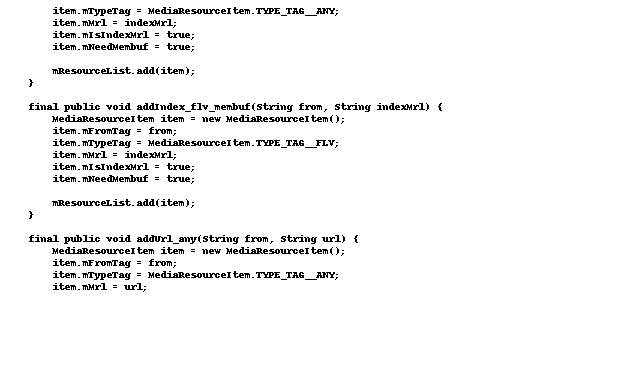 item.mTypeTag = MediaResourceItem.TYPE_TAG__ANY;
item.mMrl = indexMrl;
item.mIsIndexMrl = true;
item.mNeedMembuf = true;
mResourceList.add(item);
}
final public void addIndex_flv_membuf(String from, String indexMrl) {
MediaResourceItem item = new MediaResourceItem();
item.mFromTag = from;
item.mTypeTag = MediaResourceItem.TYPE_TAG__FLV;
item.mMrl = indexMrl;
item.mIsIndexMrl = true;
item.mNeedMembuf = true;
mResourceList.add(item);
}
final public void addUrl_any(String from, String url) {
MediaResourceItem item = new MediaResourceItem();
item.mFromTag = from;
item.mTypeTag = MediaResourceItem.TYPE_TAG__ANY;
item.mMrl = url;